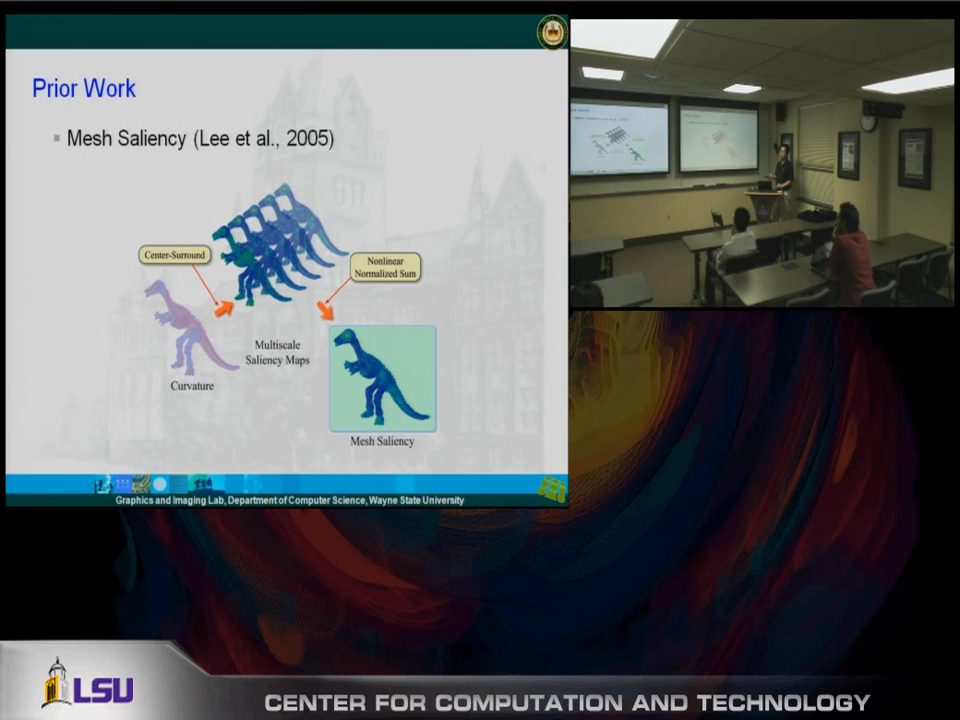 Prior Work
Mesh Saliency (Lee et al., 2005)
Center-Surround
Nonlinear
Normalized Sum
Multiscale
Saliency Maps
Curvature
Mesh Saliency
Graphics and Imaging Lab, Department of Computer Science, Wayne State University
LSU
CENTER FOR COMPUTATION AND TECHNOLOGY